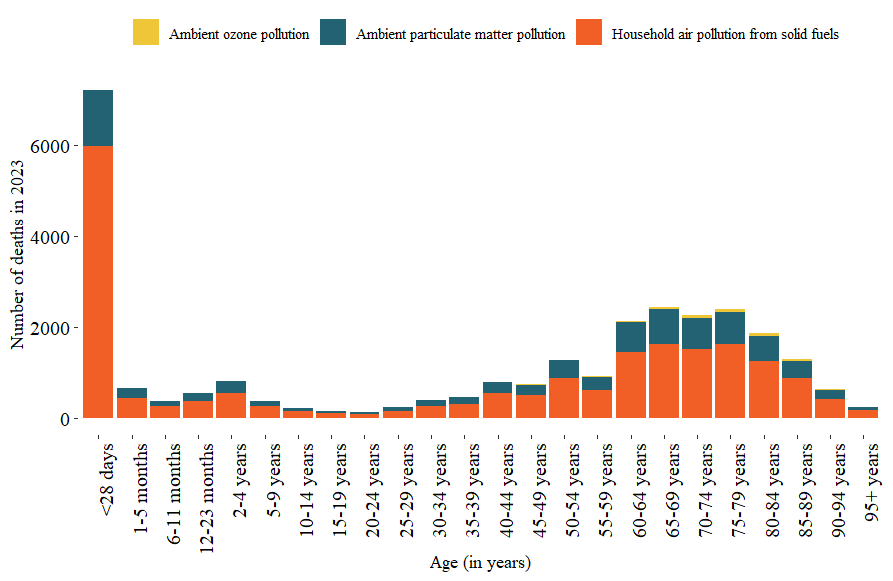 Ambient ozone pollution Ambient particulate matter pollution Household air pollution from solid fuels
Number of deaths in 2023
6000
4000
2000
0
<28 days
1-5 months
6-11 months
12-23 months
2-4 years
5-9 years
10-14 years
15-19 years
20-24 years
25-29 years
30-34 years
35-39 years
40-44 years
45-49 years
50-54 years
55-59 years
60-64 years
65-69 years
70-74 years
75-79 years
80-84 years
85-89 years
90-94 years
95+ years
Age (in years)